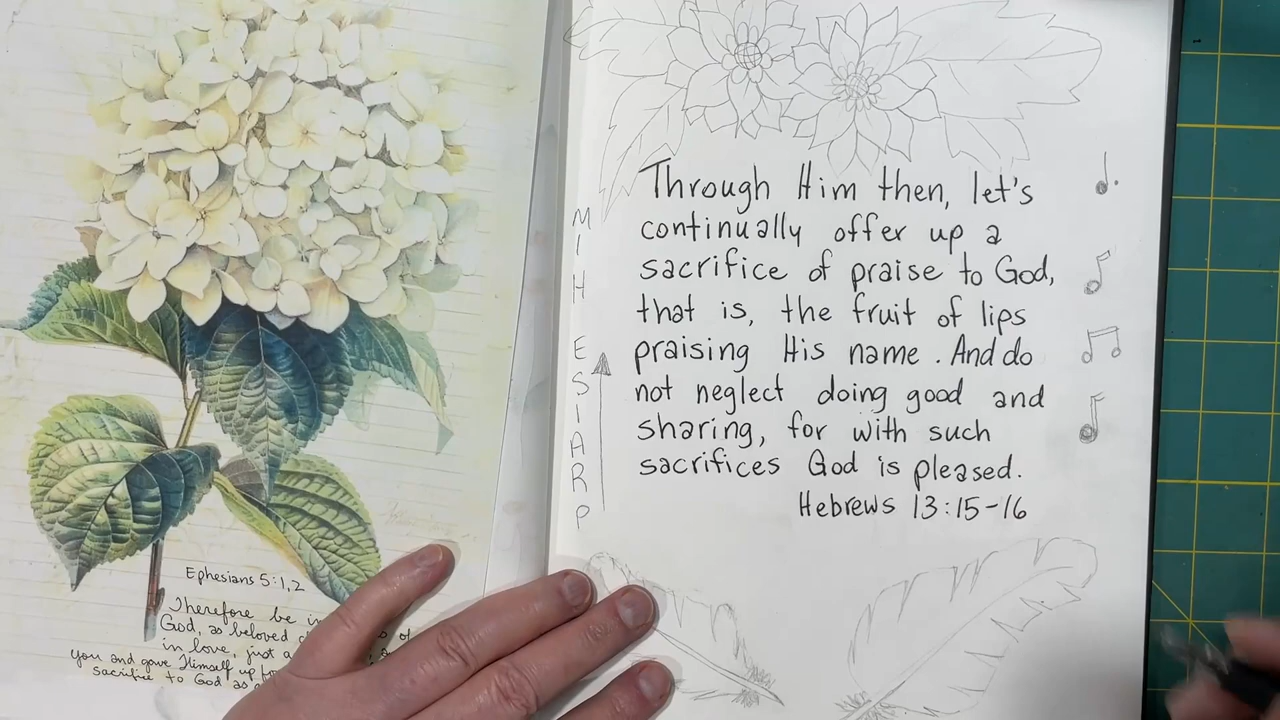 Ephesians 5:1,2
Therefore be
God, as beloved
in love, just
you and gave Himself up
sacrifice to God as
Through Him then, let's
continually offer up a
sacrifice of praise to God,
that is, the fruit of lips
praising His name. And do
not neglect doing good and
sharing, for with such
sacrifices God is pleased.
Hebrews 13:15-16
PRAISE HIM